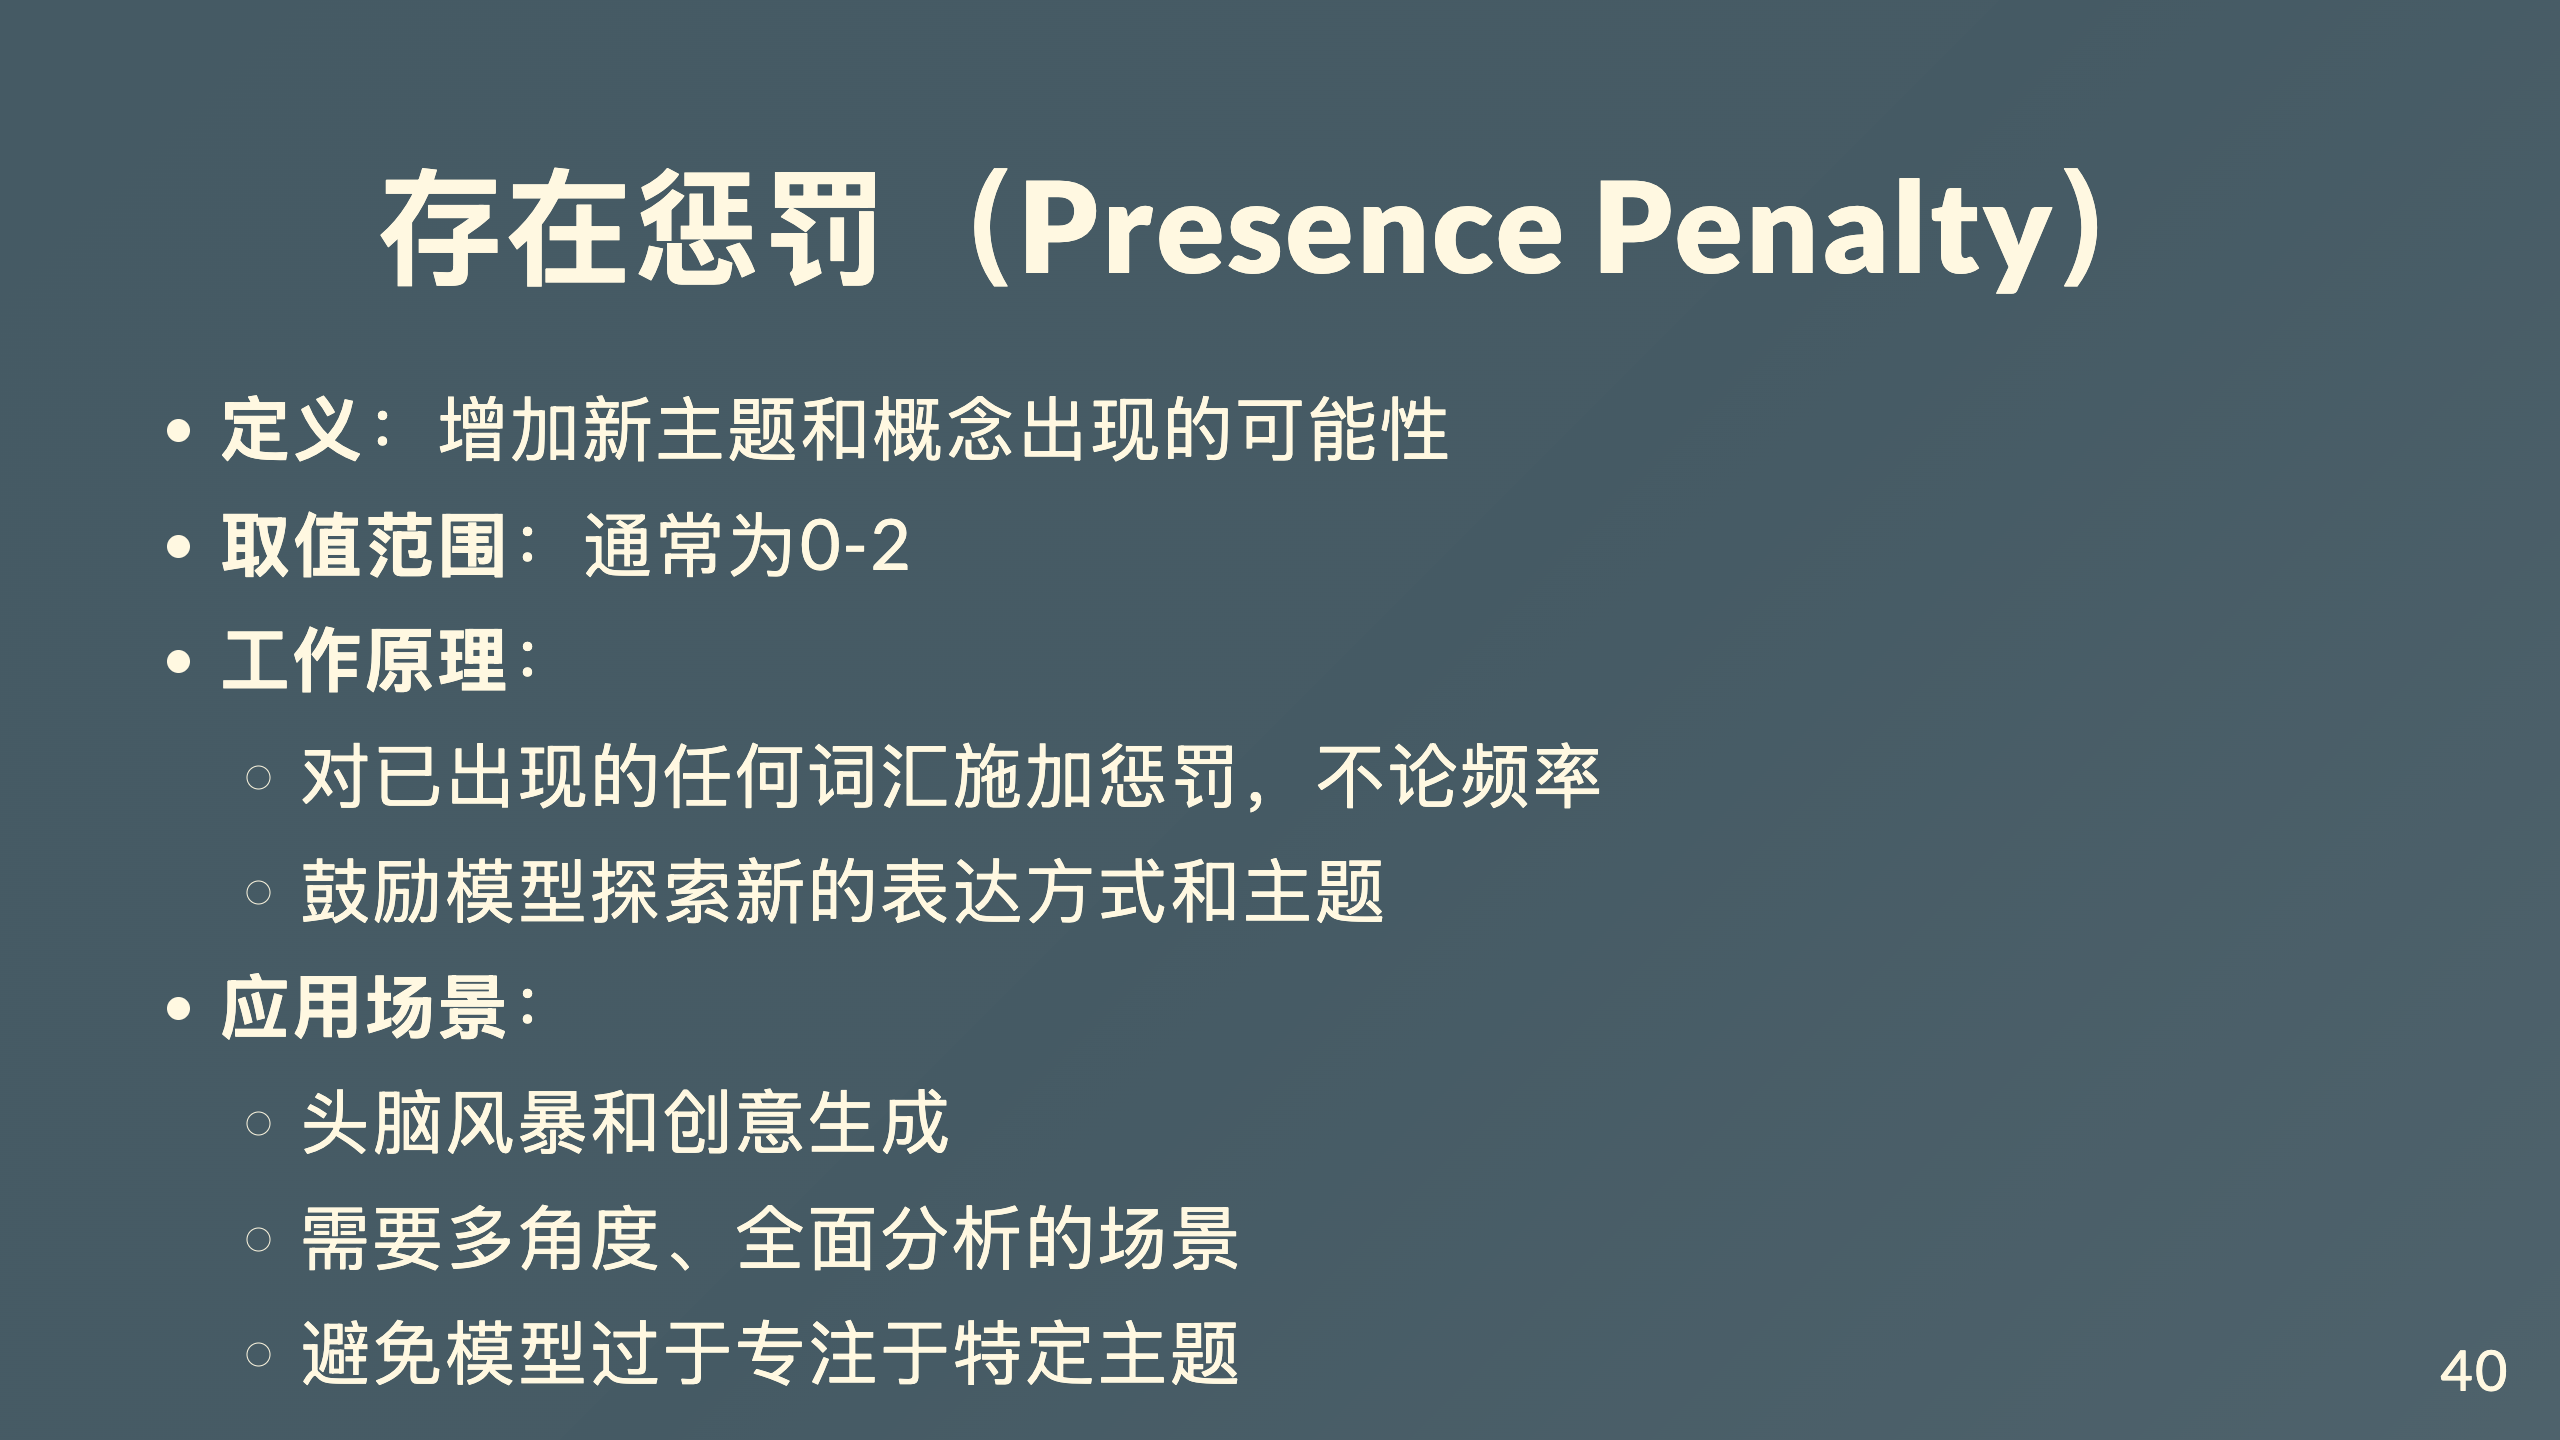 存在惩罚（Presence Penalty）
• 定义：增加新主题和概念出现的可能性
• 取值范围：通常为0-2
• 工作原理：
○ 对已出现的任何词汇施加惩罚，不论频率
○ 鼓励模型探索新的表达方式和主题
• 应用场景：
○ 头脑风暴和创意生成
○ 需要多角度、全面分析的场景
○ 避免模型过于专注于特定主题
40